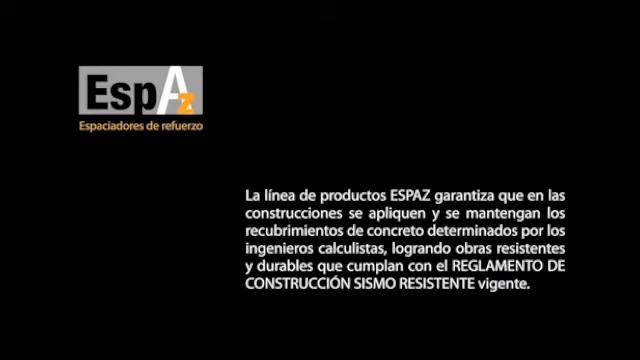 EspAz
Espaciadores de refuerzo
La línea de productos ESPAZ garantiza que en las
construcciones se apliquen y se mantengan los
recubrimientos de concreto determinados por los
ingenieros calculistas, logrando obras resistentes
y durables que cumplan con el REGLAMENTO DE
CONSTRUCCIÓN SISMO RESISTENTE vigente.